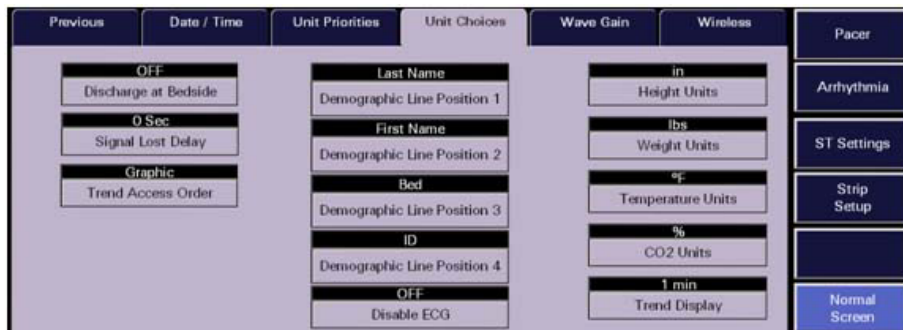 Previous
Date / Time
Unit Priorities
Unit Choices
Wave Gain
Wireless
OFF
Discharge at Bedside
0 Sec
Signal Lost Delay
Graphic
Trend Access Order
Last Name
Demographic Line Position 1
First Name
Demographic Line Position 2
Bed
Demographic Line Position 3
ID
Demographic Line Position 4
OFF
Disable ECG
in
Height Units
lbs
Weight Units
ºF
Temperature Units
%
CO2 Units
1 min
Trend Display
Pacer
Arrhythmia
ST Settings
Strip
Setup
Normal
Screen